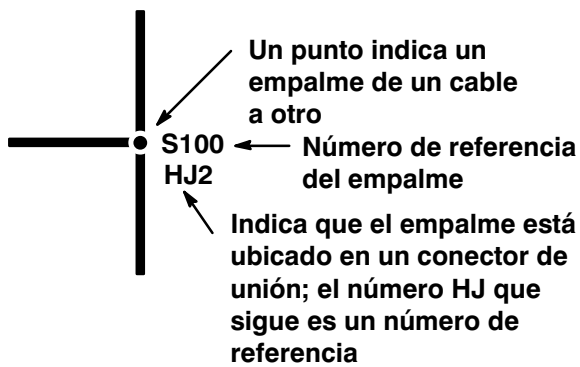 Un punto indica un
empalme de un cable
a otro
S100
HJ2
Número de referencia
del empalme
Indica que el empalme está
ubicado en un conector de
unión; el número HJ que
sigue es un número de
referencia